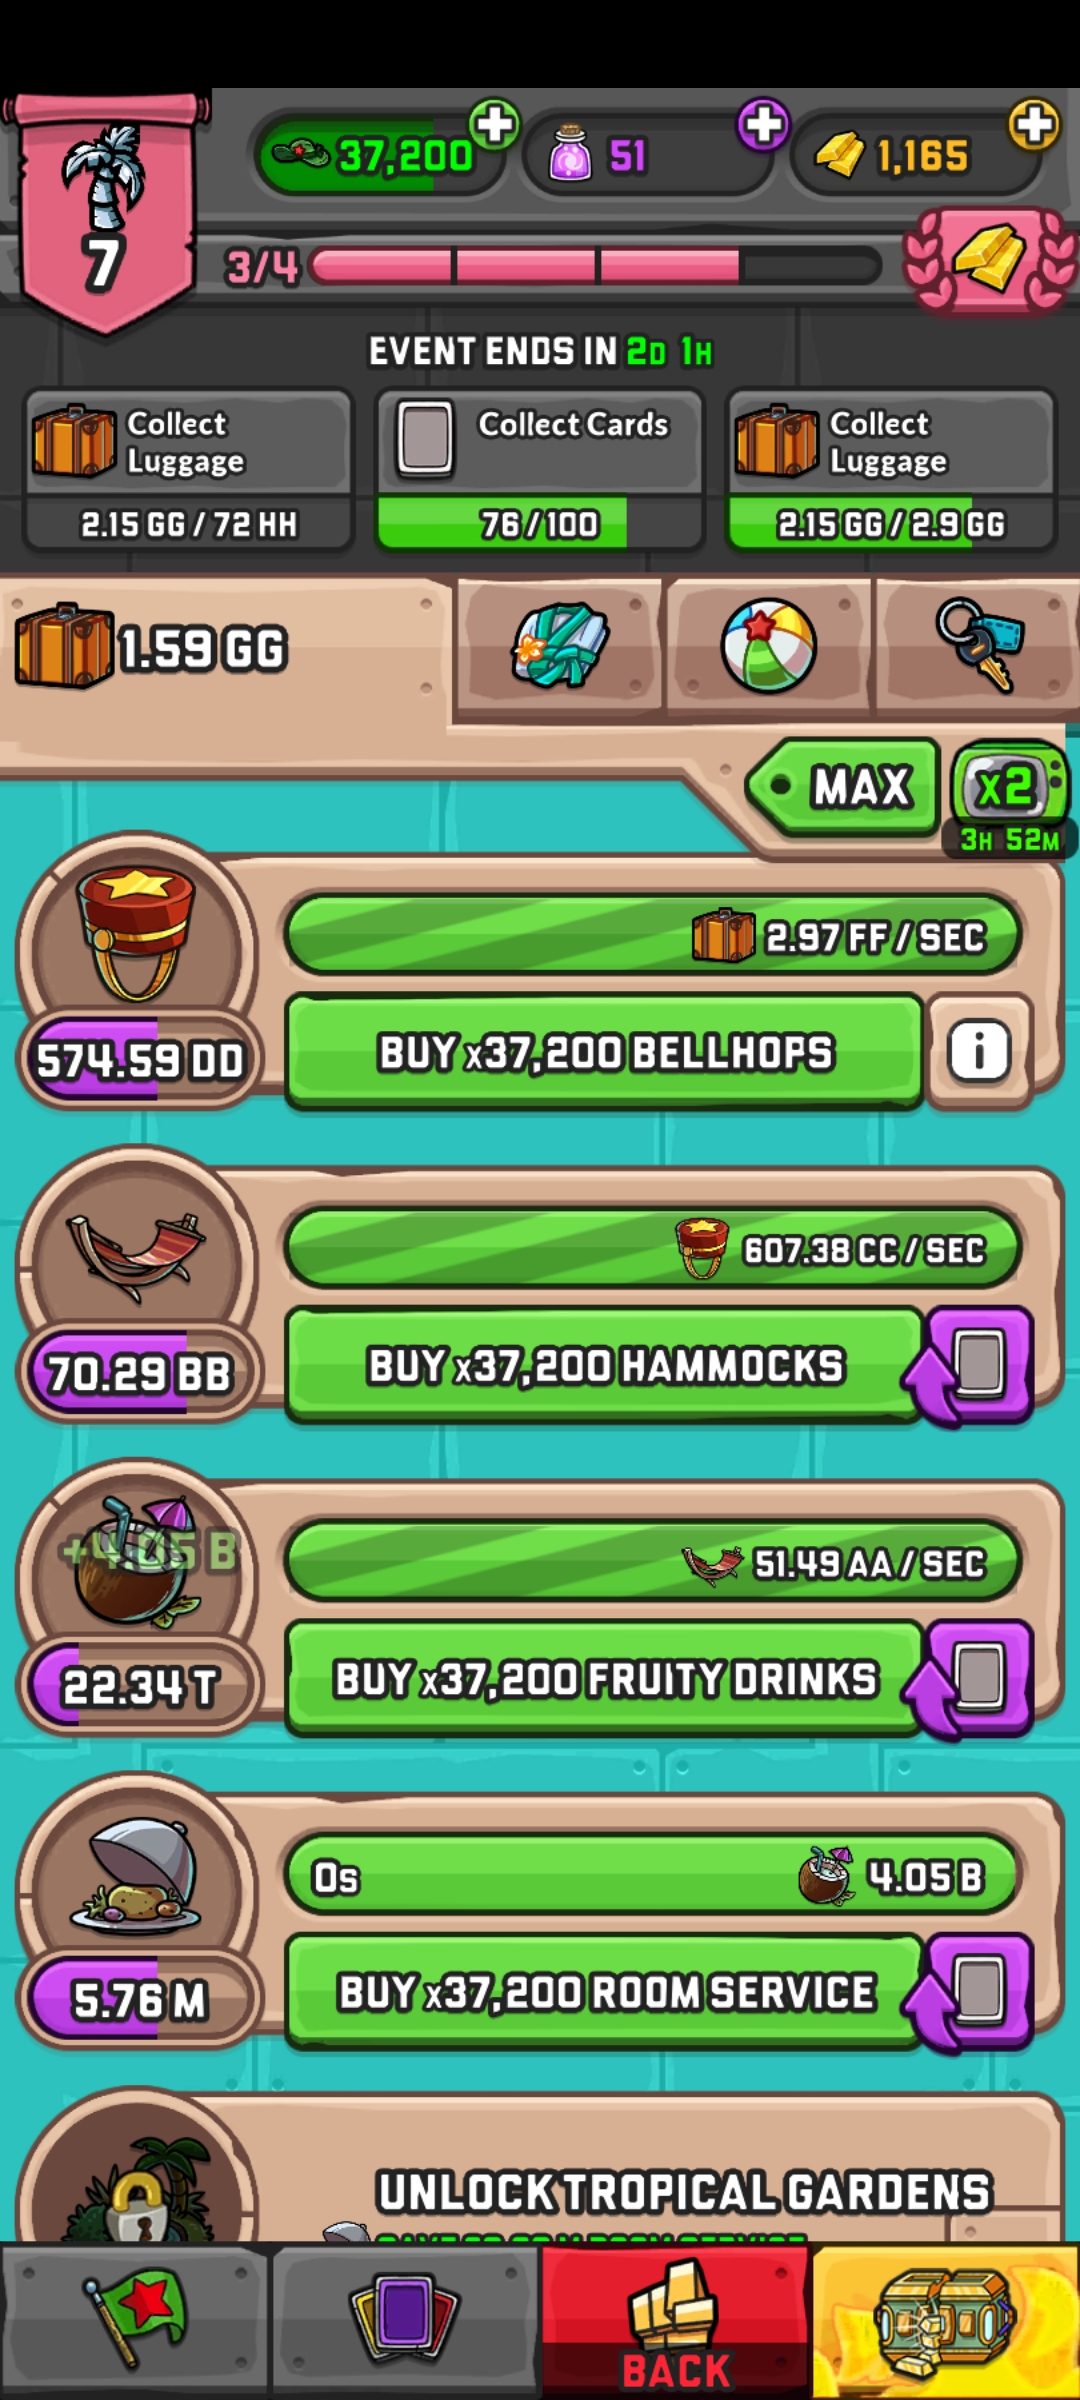 37,200
51
1,165
7
3/4
EVENT ENDS IN 2D 1H
Collect Luggage
2.15 GG / 72 HH
Collect Cards
76/100
Collect Luggage
2.15 GG / 2.9 GG
1.59 GG
MAX
x2
3H 52M
2.97 FF / SEC
574.59 DD
BUY x37,200 BELLHOPS
i
607.38 CC / SEC
70.29 BB
BUY x37,200 HAMMOCKS
+4.05 B
51.49 AA / SEC
22.34 T
BUY x37,200 FRUITY DRINKS
0s
4.05 B
5.76 M
BUY x37,200 ROOM SERVICE
UNLOCK TROPICAL GARDENS
BACK